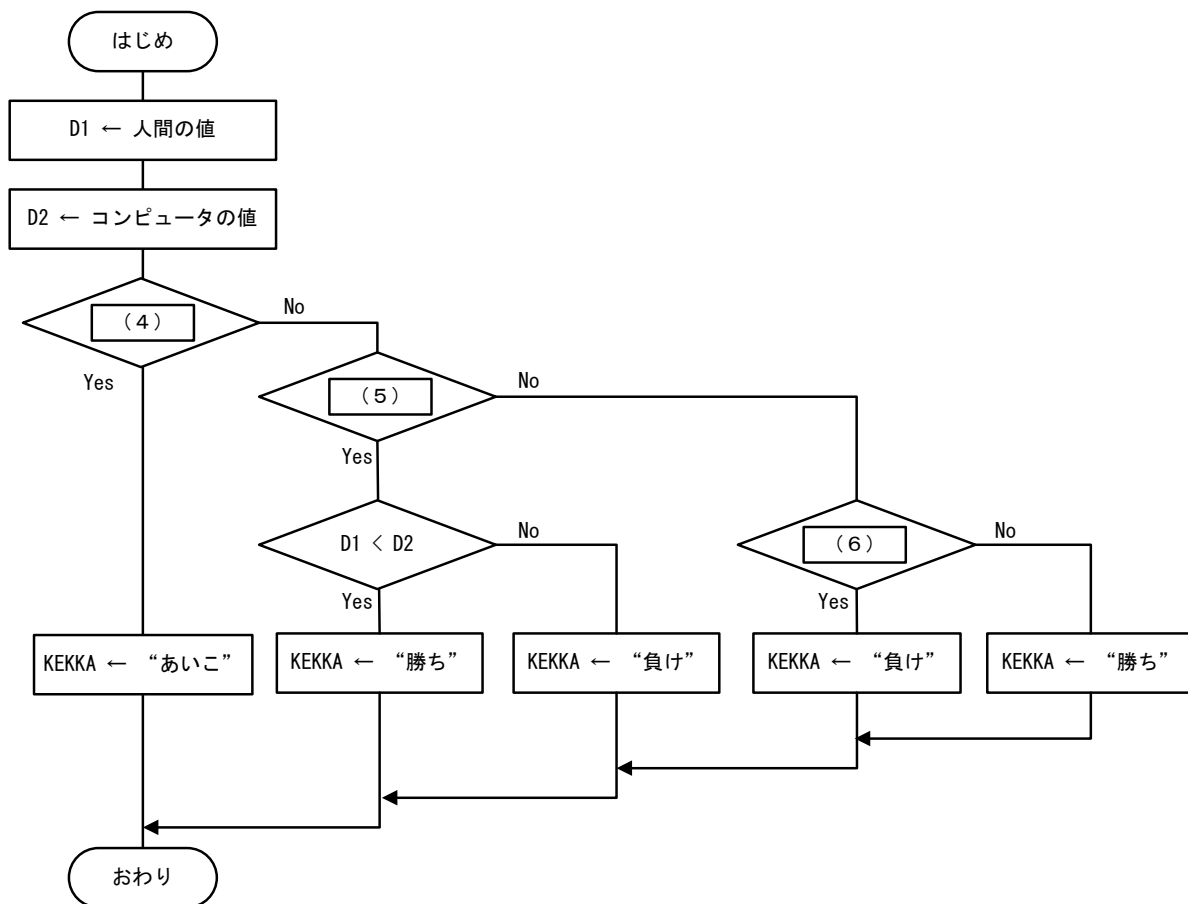 はじめ
D1 ← 人間の値
D2 ← コンピュータの値
(4)
No
Yes
(5)
No
Yes
D1 < D2
No
Yes
(6)
No
Yes
KEKKA ← “あいこ”
KEKKA ← “勝ち”
KEKKA ← “負け”
KEKKA ← “負け”
KEKKA ← “勝ち”
おわり